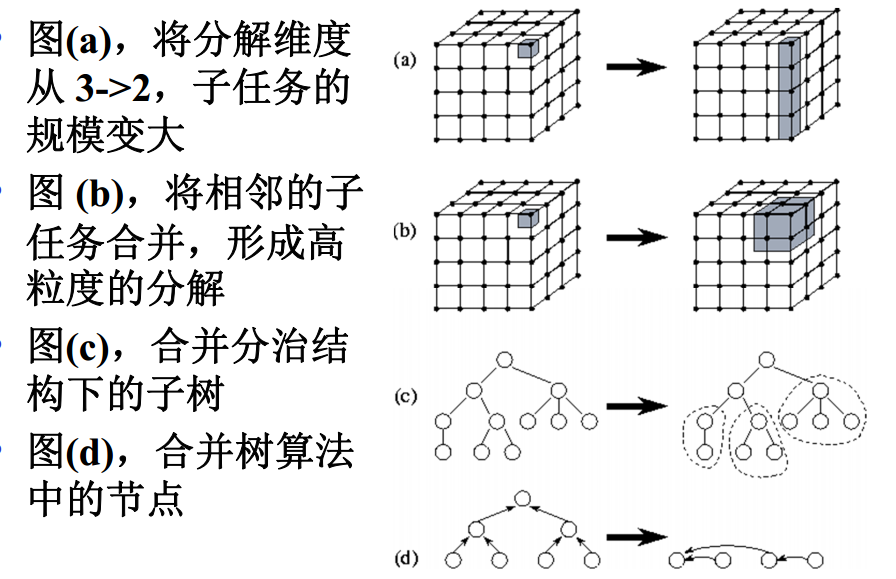 • 图(a)，将分解维度
从 3->2，子任务的
规模变大
• 图 (b)，将相邻的子
任务合并，形成高
粒度的分解
• 图(c)，合并分治结
构下的子树
• 图(d)，合并树算法
中的节点
(a)
(b)
(c)
(d)